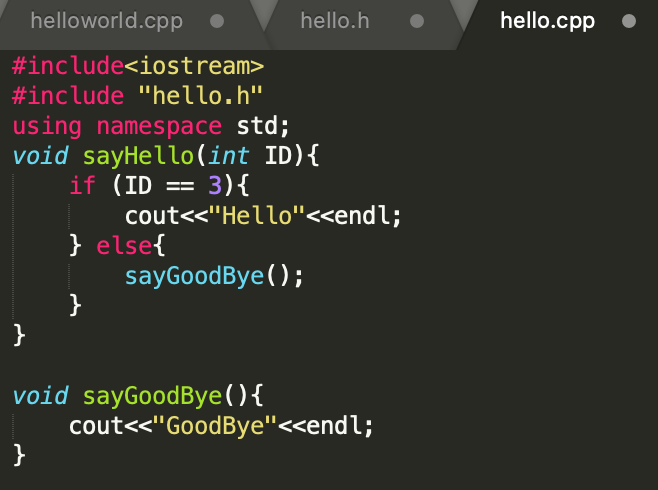 helloworld.cpp hello.h hello.cpp
#include<iostream>
#include "hello.h"
using namespace std;
void sayHello(int ID){
    if (ID == 3){
        cout<<"Hello"<<endl;
    } else{
        sayGoodBye();
    }
}

void sayGoodBye(){
    cout<<"GoodBye"<<endl;
}